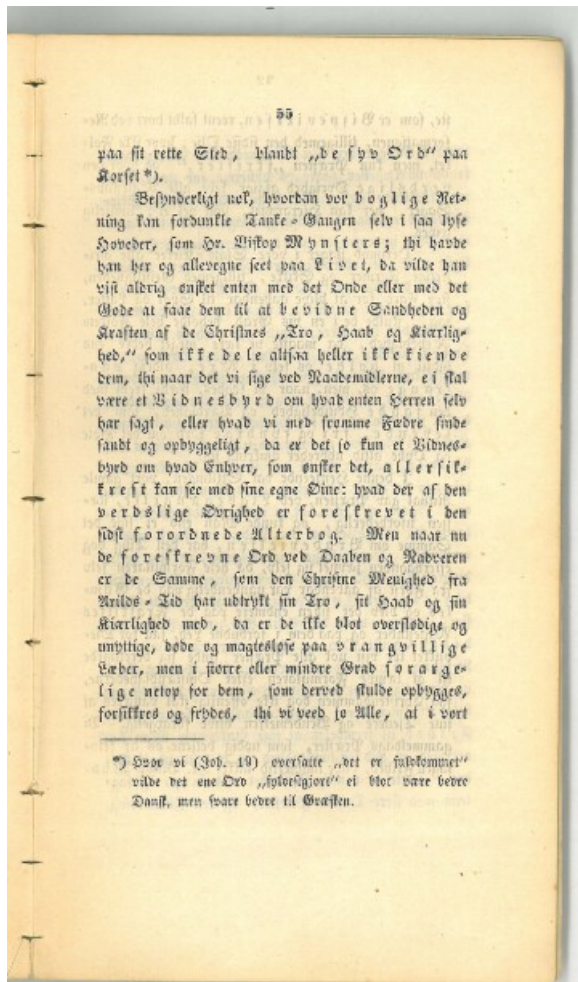 55
paa sit rette Sted, blandt „de syv Ord“ paa
Korset*).
Besynderligt nok, hvordan vor boglige Ret-
ning kan fordunkle Tanke-Gangen selv i saa lyse
Hoveder, som Hr. Biskop Mynsters; thi havde
han her og allevegne seet paa Livet, da vilde han
vist aldrig ønsket enten med det Onde eller med det
Gode at faae dem til at bevidne Sandheden og
Kraften af de Christnes „Tro, Haab og Kiærlig-
hed,“ som ikke dele altsaa heller ikke kiende
dem, thi naar det vi sige ved Naademidlerne, ei skal
være et Vidnesbyrd om hvad enten Herren selv
har sagt, eller hvad vi med fromme Fædre finde
sandt og opbyggeligt, da er det jo kun et Vidnes-
byrd om hvad Enhver, som ønsker det, allersik-
krest kan see med sine egne Øine: hvad der af den
verdslige Øvrighed er foreskrevet i den
sidst forordnede Alterbog. Men naar nu
de foreskrevne Ord ved Daaben og Nadveren
er de Samme, som den Christne Menighed fra
Arilds-Tid har udtrykt sin Tro, sit Haab og sin
Kiærlighed med, da er de ikke blot overflødige og
unyttige, døde og magtesløse paa vrangvillige
Læber, men i større eller mindre Grad forarge-
lige netop for dem, som derved skulde opbygges,
forsikkres og frydes, thi vi veed jo Alle, at i vort
*) Hvor vi (Joh. 19) oversatte „det er fuldkommet“
vilde det ene Ord „fyldestgjort“ ei blot være bedre
Dansk, men svare bedre til Græsken.